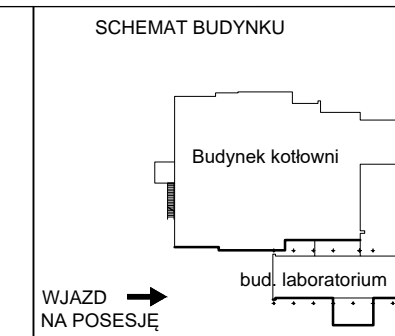 SCHEMAT BUDYNKU
Budynek kotłowni
bud. laboratorium
WJAZD
NA POSESJĘ